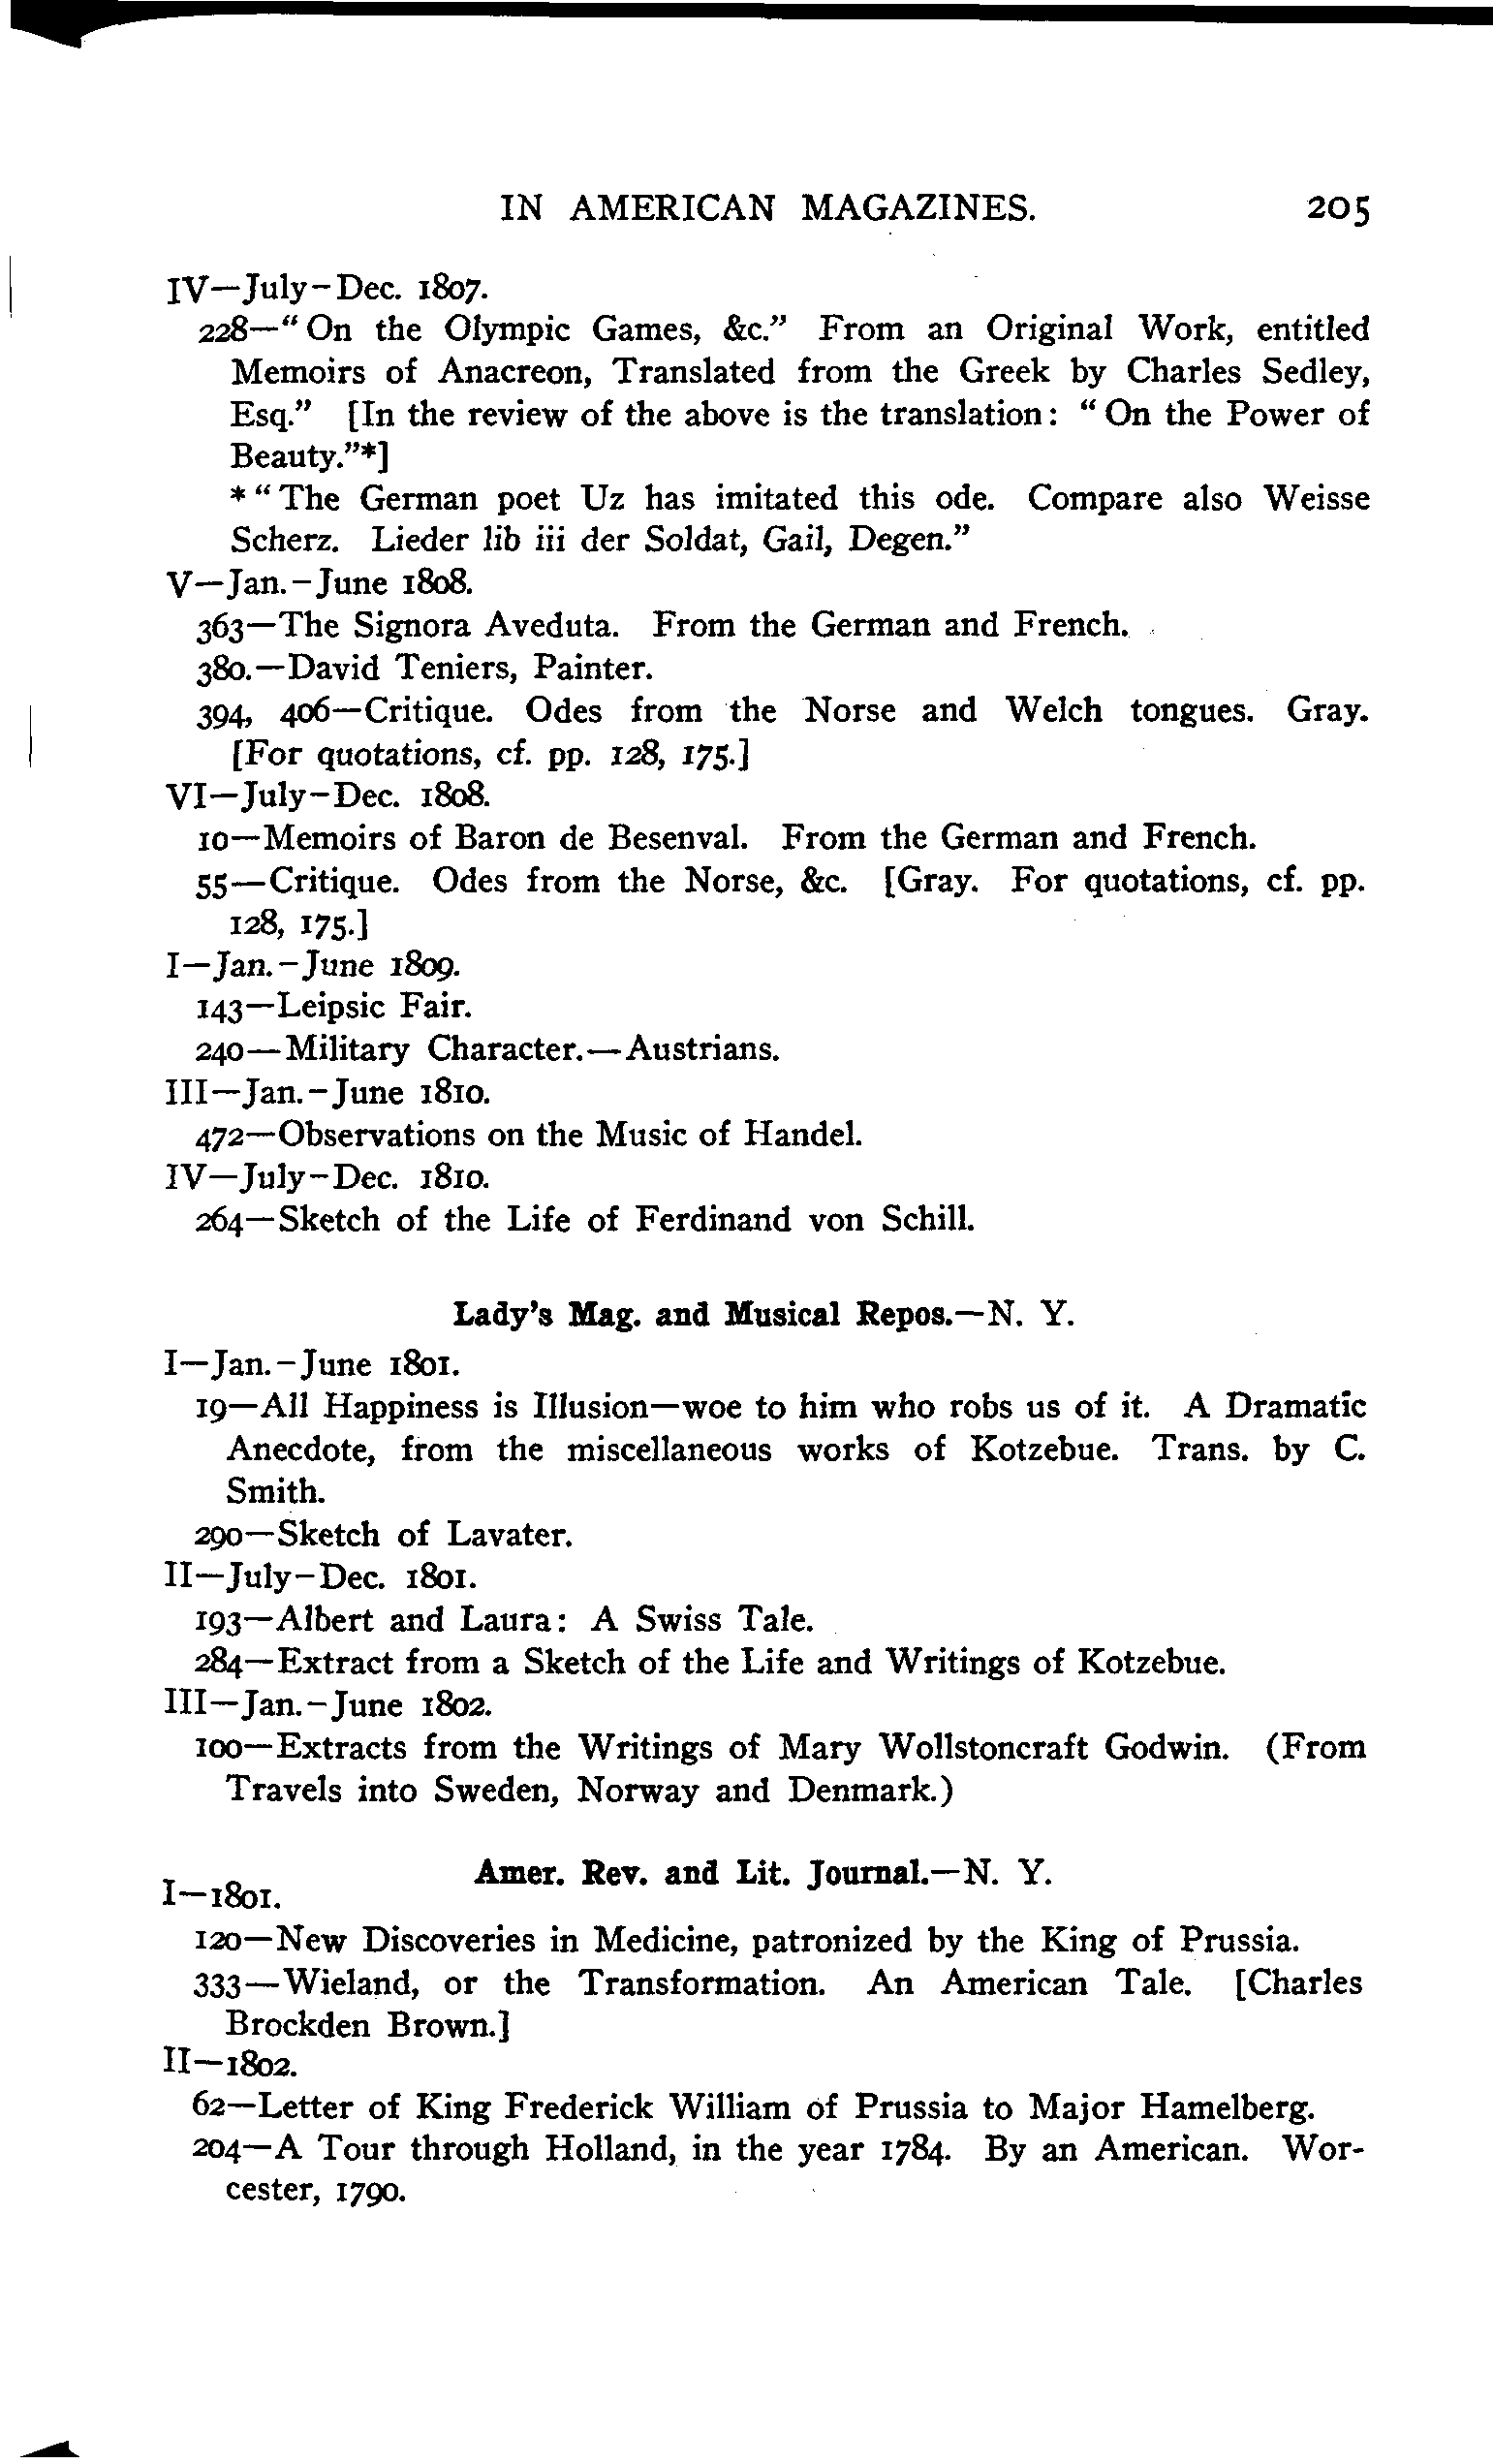 IN AMERICAN MAGAZINES. 205
IV—July–Dec. 1807.
228—“On the Olympic Games, &c.” From an Original Work, entitled
Memoirs of Anacreon, Translated from the Greek by Charles Sedley,
Esq.” [In the review of the above is the translation: “On the Power of
Beauty.”*]
*“The German poet Uz has imitated this ode. Compare also Weisse
Scherz. Lieder lib iii der Soldat, Gail, Degen.”
V—Jan.–June 1808.
363—The Signora Aveduta. From the German and French.
380.—David Teniers, Painter.
394, 406—Critique. Odes from the Norse and Welch tongues. Gray.
[For quotations, cf. pp. 128, 175.]
VI—July–Dec. 1808.
10—Memoirs of Baron de Besenval. From the German and French.
55—Critique. Odes from the Norse, &c. [Gray. For quotations, cf. pp.
128, 175.]
I—Jan.–June 1809.
143—Leipsic Fair.
240—Military Character.—Austrians.
III—Jan.–June 1810.
472—Observations on the Music of Handel.
IV—July–Dec. 1810.
264—Sketch of the Life of Ferdinand von Schill.
Lady's Mag. and Musical Repos.—N. Y.
I—Jan.–June 1801.
19—All Happiness is Illusion—woe to him who robs us of it. A Dramatic
Anecdote, from the miscellaneous works of Kotzebue. Trans. by C.
Smith.
290—Sketch of Lavater.
II—July–Dec. 1801.
193—Albert and Laura: A Swiss Tale.
284—Extract from a Sketch of the Life and Writings of Kotzebue.
III—Jan.–June 1802.
100—Extracts from the Writings of Mary Wollstoncraft Godwin. (From
Travels into Sweden, Norway and Denmark.)
Amer. Rev. and Lit. Journal.—N. Y.
I—1801.
120—New Discoveries in Medicine, patronized by the King of Prussia.
333—Wieland, or the Transformation. An American Tale. [Charles
Brockden Brown.]
II—1802.
62—Letter of King Frederick William of Prussia to Major Hamelberg.
204—A Tour through Holland, in the year 1784. By an American. Wor-
cester, 1790.